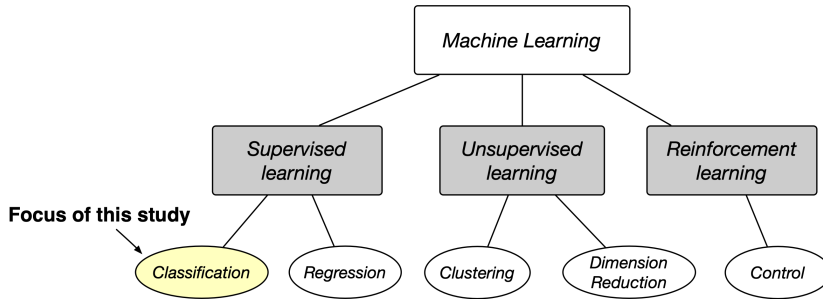 Machine Learning
Supervised
learning
Unsupervised
learning
Reinforcement
learning
Focus of this study
Classification
Regression
Clustering
Dimension
Reduction
Control